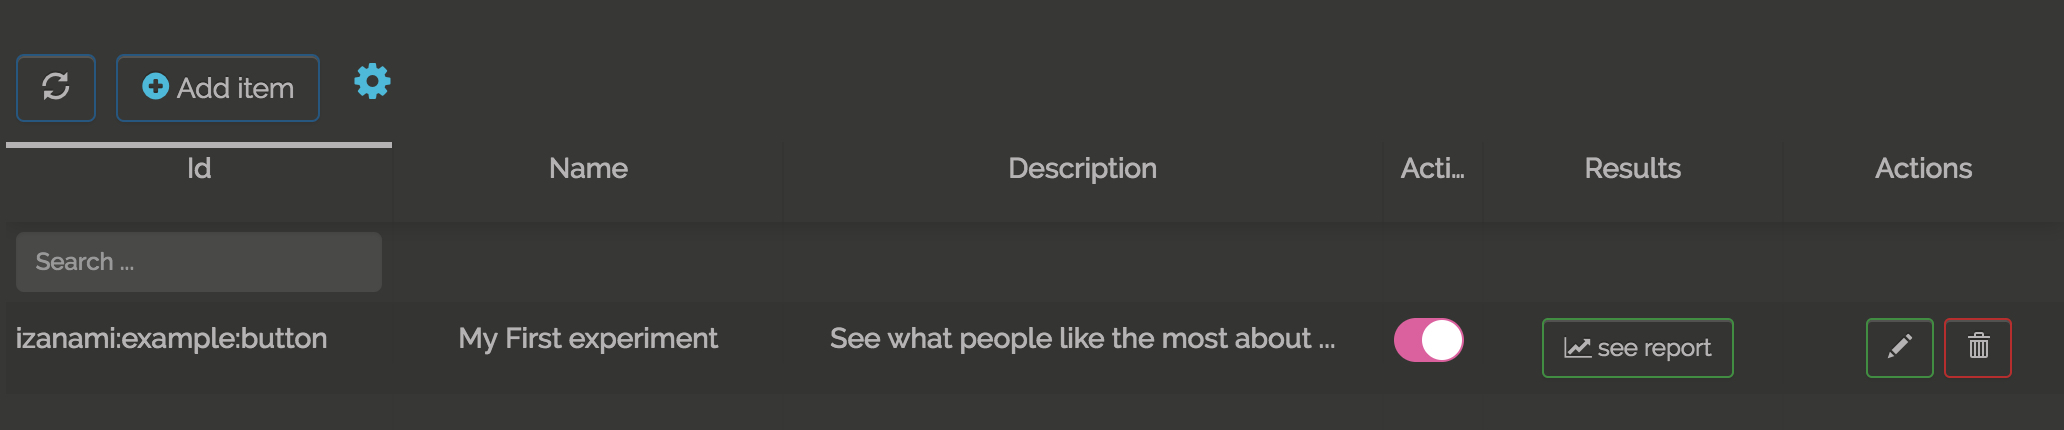 Add item
Id Name Description Acti... Results Actions
Search ...
izanami:example:button My First experiment See what people like the most about ... see report